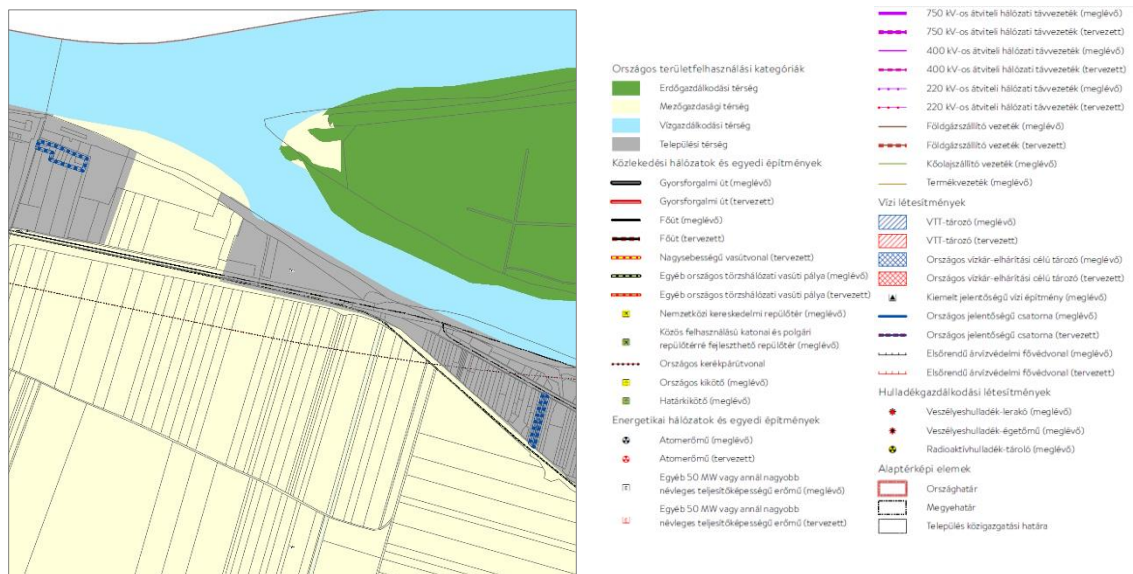 Országos területfelhasználási kategóriák
Erdőgazdálkodási térség
Mezőgazdasági térség
Vízgazdálkodási térség
Települési térség
Közlekedési hálózatok és egyedi építmények
Gyorsforgalmi út (meglévő)
Gyorsforgalmi út (tervezett)
Főút (meglévő)
Főút (tervezett)
Nagysebességű vasútvonal (tervezett)
Egyéb országos törzshálózati vasúti pálya (meglévő)
Egyéb országos törzshálózati vasúti pálya (tervezett)
Nemzetközi kereskedelmi repülőtér (meglévő)
Közös felhasználású katonai és polgári
repülőtérré fejleszthető repülőtér (meglévő)
Országos kerékpárútvonal
Országos kikötő (meglévő)
Határkikötő (meglévő)
Energetikai hálózatok és egyedi építmények
Atomerőmű (meglévő)
Atomerőmű (tervezett)
Egyéb 50 MW vagy annál nagyobb
névleges teljesítőképességű erőmű (meglévő)
Egyéb 50 MW vagy annál nagyobb
névleges teljesítőképességű erőmű (tervezett)
750 kV-os átviteli hálózati távvezeték (meglévő)
750 kV-os átviteli hálózati távvezeték (tervezett)
400 kV-os átviteli hálózati távvezeték (meglévő)
400 kV-os átviteli hálózati távvezeték (tervezett)
220 kV-os átviteli hálózati távvezeték (meglévő)
220 kV-os átviteli hálózati távvezeték (tervezett)
Földgázszállító vezeték (meglévő)
Földgázszállító vezeték (tervezett)
Kőolajszállító vezeték (meglévő)
Termékvezeték (meglévő)
Vízi létesítmények
VTT-tározó (meglévő)
VTT-tározó (tervezett)
Országos vízkár-elhárítási célú tározó (meglévő)
Országos vízkár-elhárítási célú tározó (tervezett)
Kiemelt jelentőségű vízi építmény (meglévő)
Országos jelentőségű csatorna (meglévő)
Országos jelentőségű csatorna (tervezett)
Elsőrendű árvízvédelmi fővédvonal (meglévő)
Elsőrendű árvízvédelmi fővédvonal (tervezett)
Hulladékgazdálkodási létesítmények
Veszélyeshulladék-lerakó (meglévő)
Veszélyeshulladék-égetőmű (meglévő)
Radioaktívhulladék-tároló (meglévő)
Alaptérképi elemek
Országhatár
Megyehatár
Település közigazgatási határa